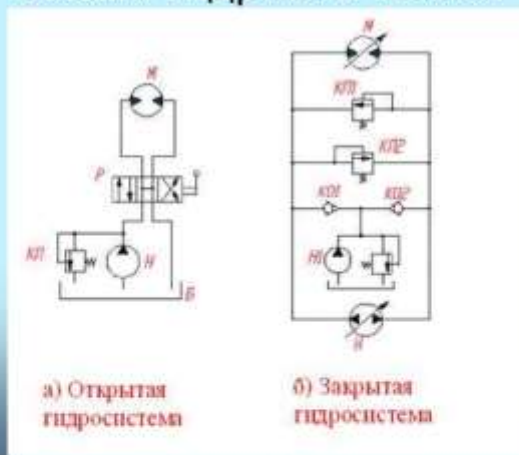 М
Р
КП
Н
Б
а) Открытая
гидросистема
М
КП1
КП2
КО1
КО2
Н1
Н
б) Закрытая
гидросистема